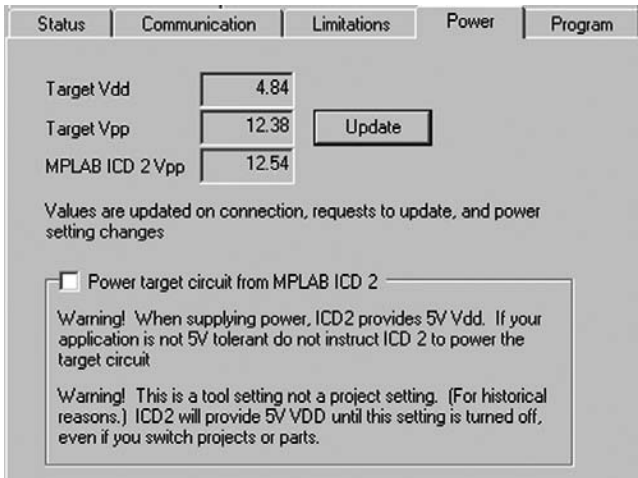 Status Communication Limitations Power Program
Target Vdd 4.84
Target Vpp 12.38 Update
MPLAB ICD 2 Vpp 12.54
Values are updated on connection, requests to update, and power
setting changes
Power target circuit from MPLAB ICD 2
Warning! When supplying power, ICD2 provides 5V Vdd. If your
application is not 5V tolerant do not instruct ICD 2 to power the
target circuit
Warning! This is a tool setting not a project setting. (For historical
reasons.) ICD2 will provide 5V VDD until this setting is turned off,
even if you switch projects or parts.